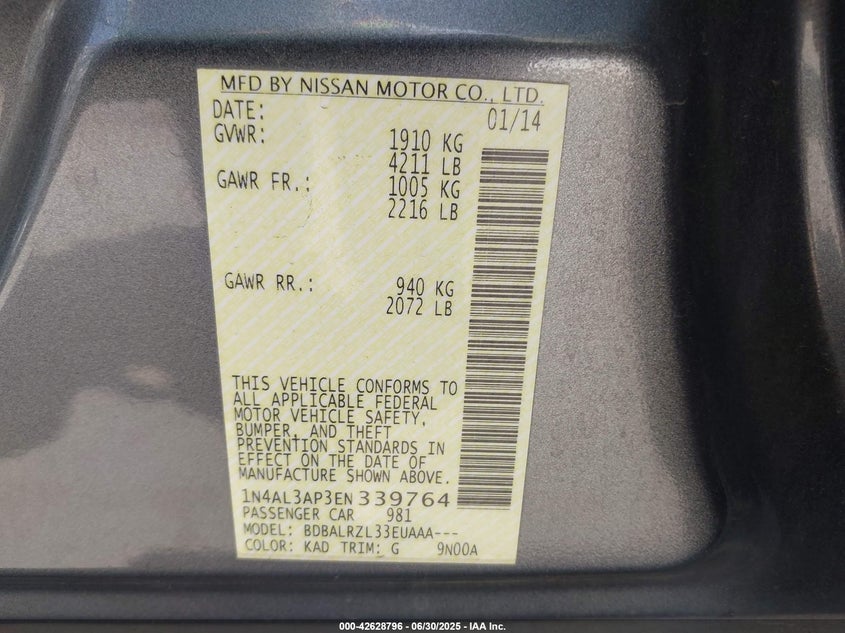 MFD BY NISSAN MOTOR CO., LTD.
DATE: 01/14
GVWR: 1910 KG
4211 LB
GAWR FR.: 1005 KG
2216 LB
GAWR RR.: 940 KG
2072 LB
THIS VEHICLE CONFORMS TO
ALL APPLICABLE FEDERAL
MOTOR VEHICLE SAFETY,
BUMPER, AND THEFT
PREVENTION STANDARDS IN
EFFECT ON THE DATE OF
MANUFACTURE SHOWN ABOVE.
1N4AL3AP3EN339764
PASSENGER CAR 981
MODEL: BDBALRZL33EUAAA---
COLOR: KAD TRIM: G 9N00A
000-42628796 - 06/30/2025 - IAA Inc.